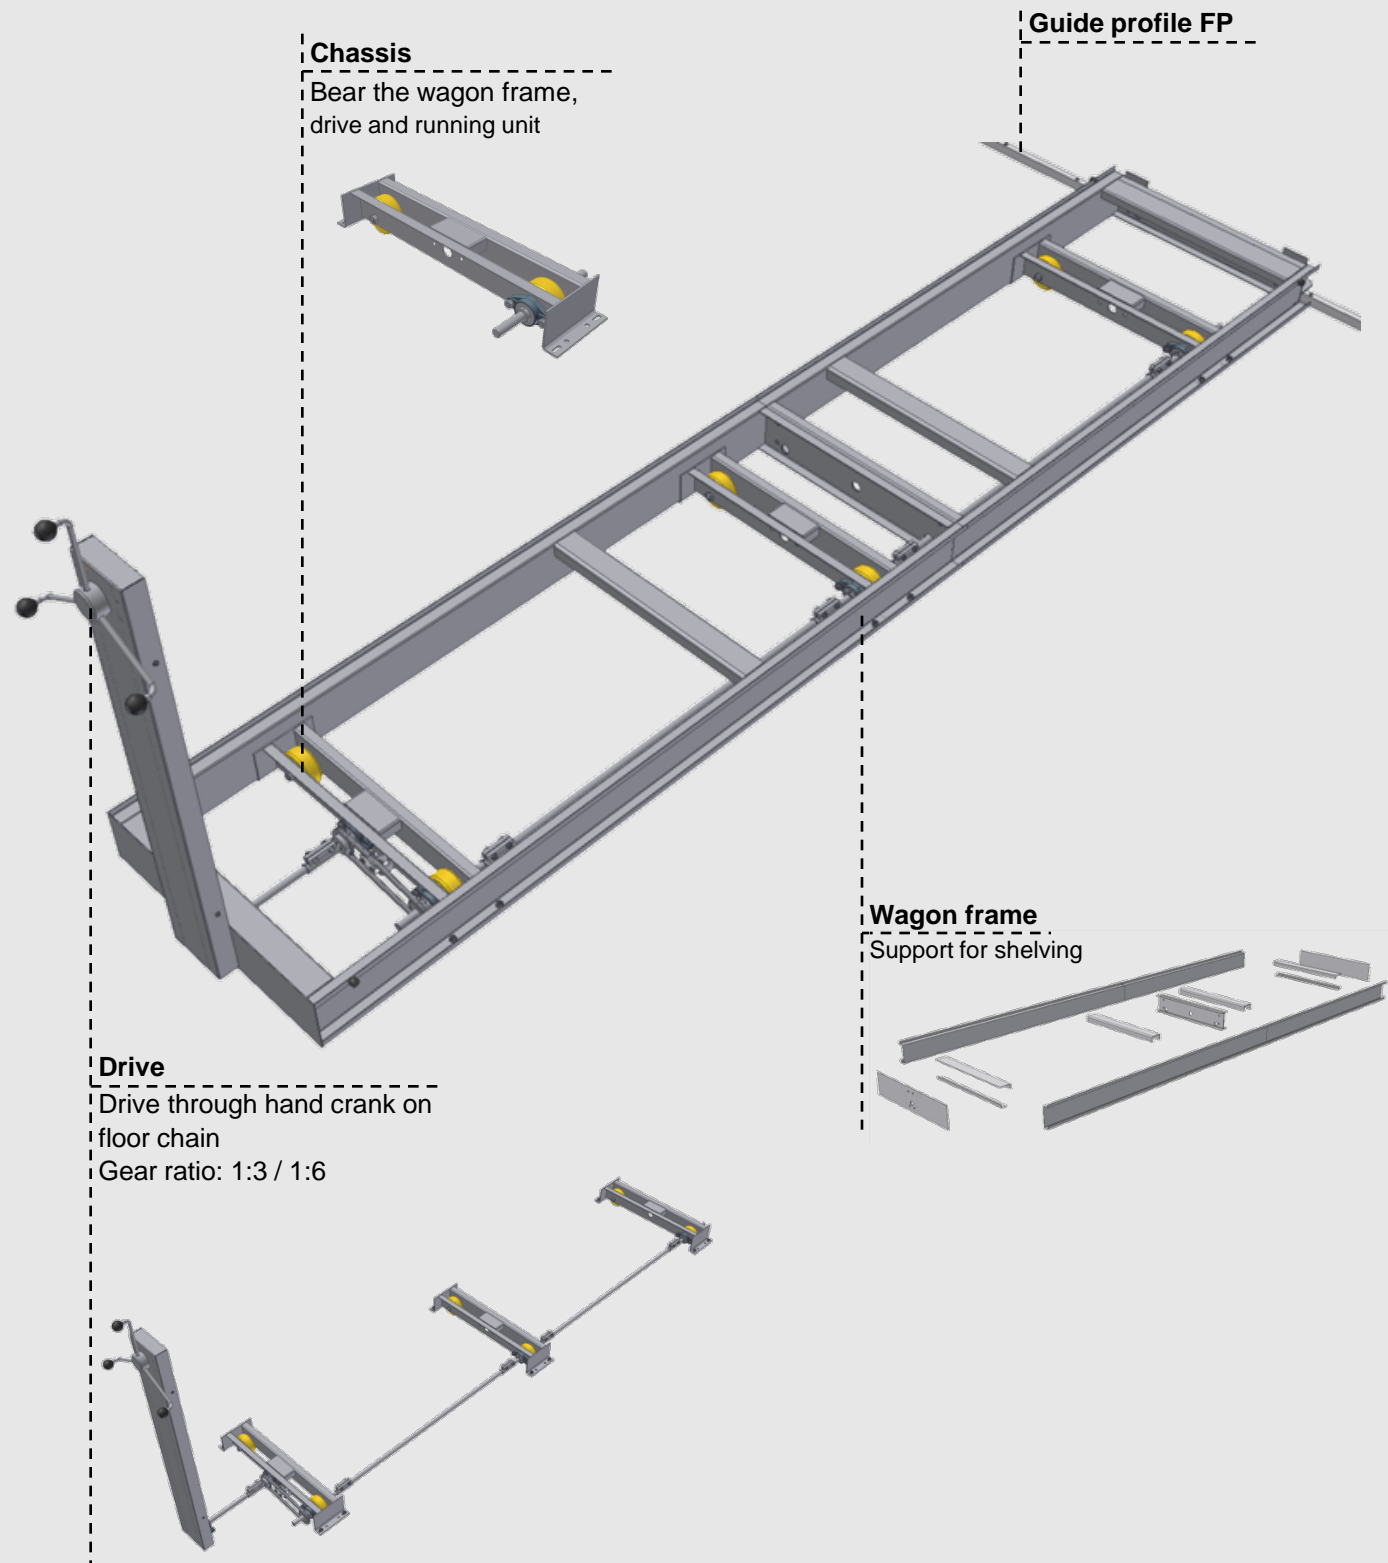 Guide profile FP
Chassis
Bear the wagon frame,
drive and running unit
Wagon frame
Support for shelving
Drive
Drive through hand crank on
floor chain
Gear ratio: 1:3 / 1:6